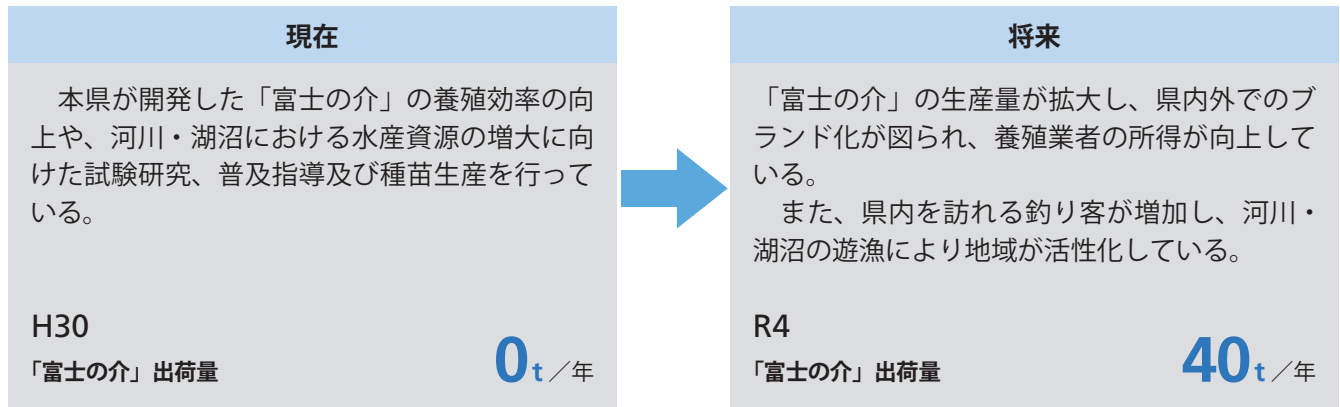 現在
本県が開発した「富士の介」の養殖効率の向
上や、河川・湖沼における水産資源の増大に向
けた試験研究、普及指導及び種苗生産を行って
いる。
H30
「富士の介」出荷量
0t/年
将来
「富士の介」の生産量が拡大し、県内外でのブ
ランド化が図られ、養殖業者の所得が向上して
いる。
また、県内を訪れる釣り客が増加し、河川・
湖沼の遊漁により地域が活性化している。
R4
「富士の介」出荷量
40t/年